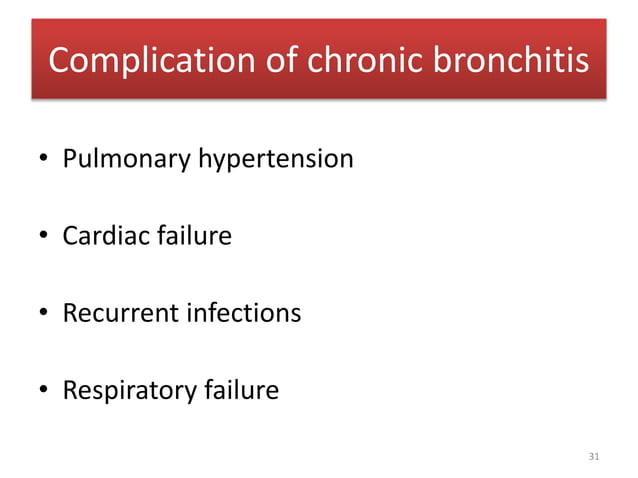 Complication of chronic bronchitis
• Pulmonary hypertension
• Cardiac failure
• Recurrent infections
• Respiratory failure
31